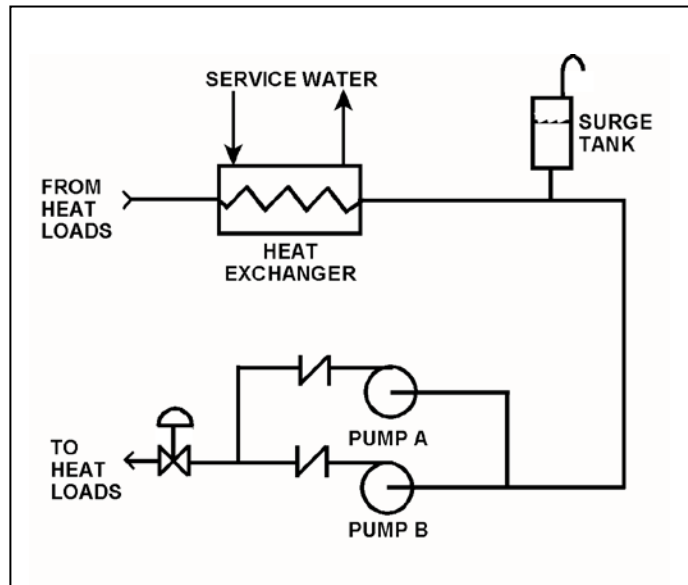 SERVICE WATER
SURGE
TANK
FROM
HEAT
LOADS
HEAT
EXCHANGER
PUMP A
TO
HEAT
LOADS
PUMP B